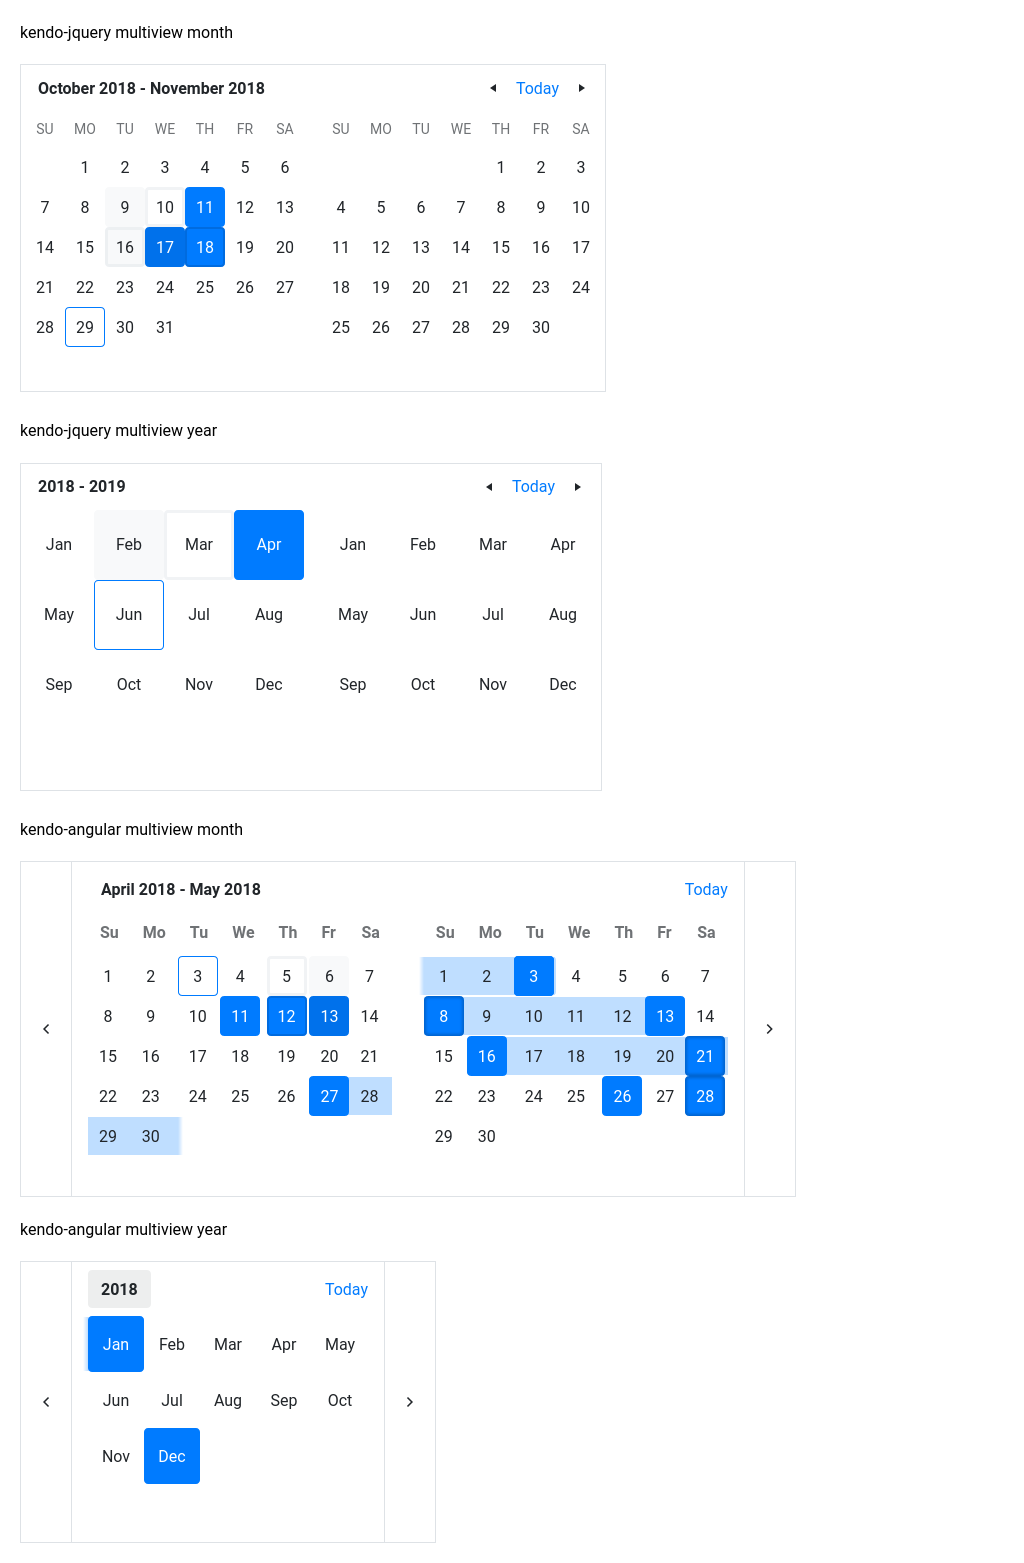 kendo-jquery multiview month
October 2018 - November 2018 Today
SU MO TU WE TH FR SA SU MO TU WE TH FR SA
1 2 3 4 5 6 1 2 3
7 8 9 10 11 12 13 4 5 6 7 8 9 10
14 15 16 17 18 19 20 11 12 13 14 15 16 17
21 22 23 24 25 26 27 18 19 20 21 22 23 24
28 29 30 31 25 26 27 28 29 30
kendo-jquery multiview year
2018 - 2019 Today
Jan Feb Mar Apr Jan Feb Mar Apr
May Jun Jul Aug May Jun Jul Aug
Sep Oct Nov Dec Sep Oct Nov Dec
kendo-angular multiview month
April 2018 - May 2018 Today
Su Mo Tu We Th Fr Sa Su Mo Tu We Th Fr Sa
1 2 3 4 5 6 7 1 2 3 4 5 6 7
8 9 10 11 12 13 14 8 9 10 11 12 13 14
15 16 17 18 19 20 21 15 16 17 18 19 20 21
22 23 24 25 26 27 28 22 23 24 25 26 27 28
29 30 29 30
kendo-angular multiview year
2018 Today
Jan Feb Mar Apr May
Jun Jul Aug Sep Oct
Nov Dec